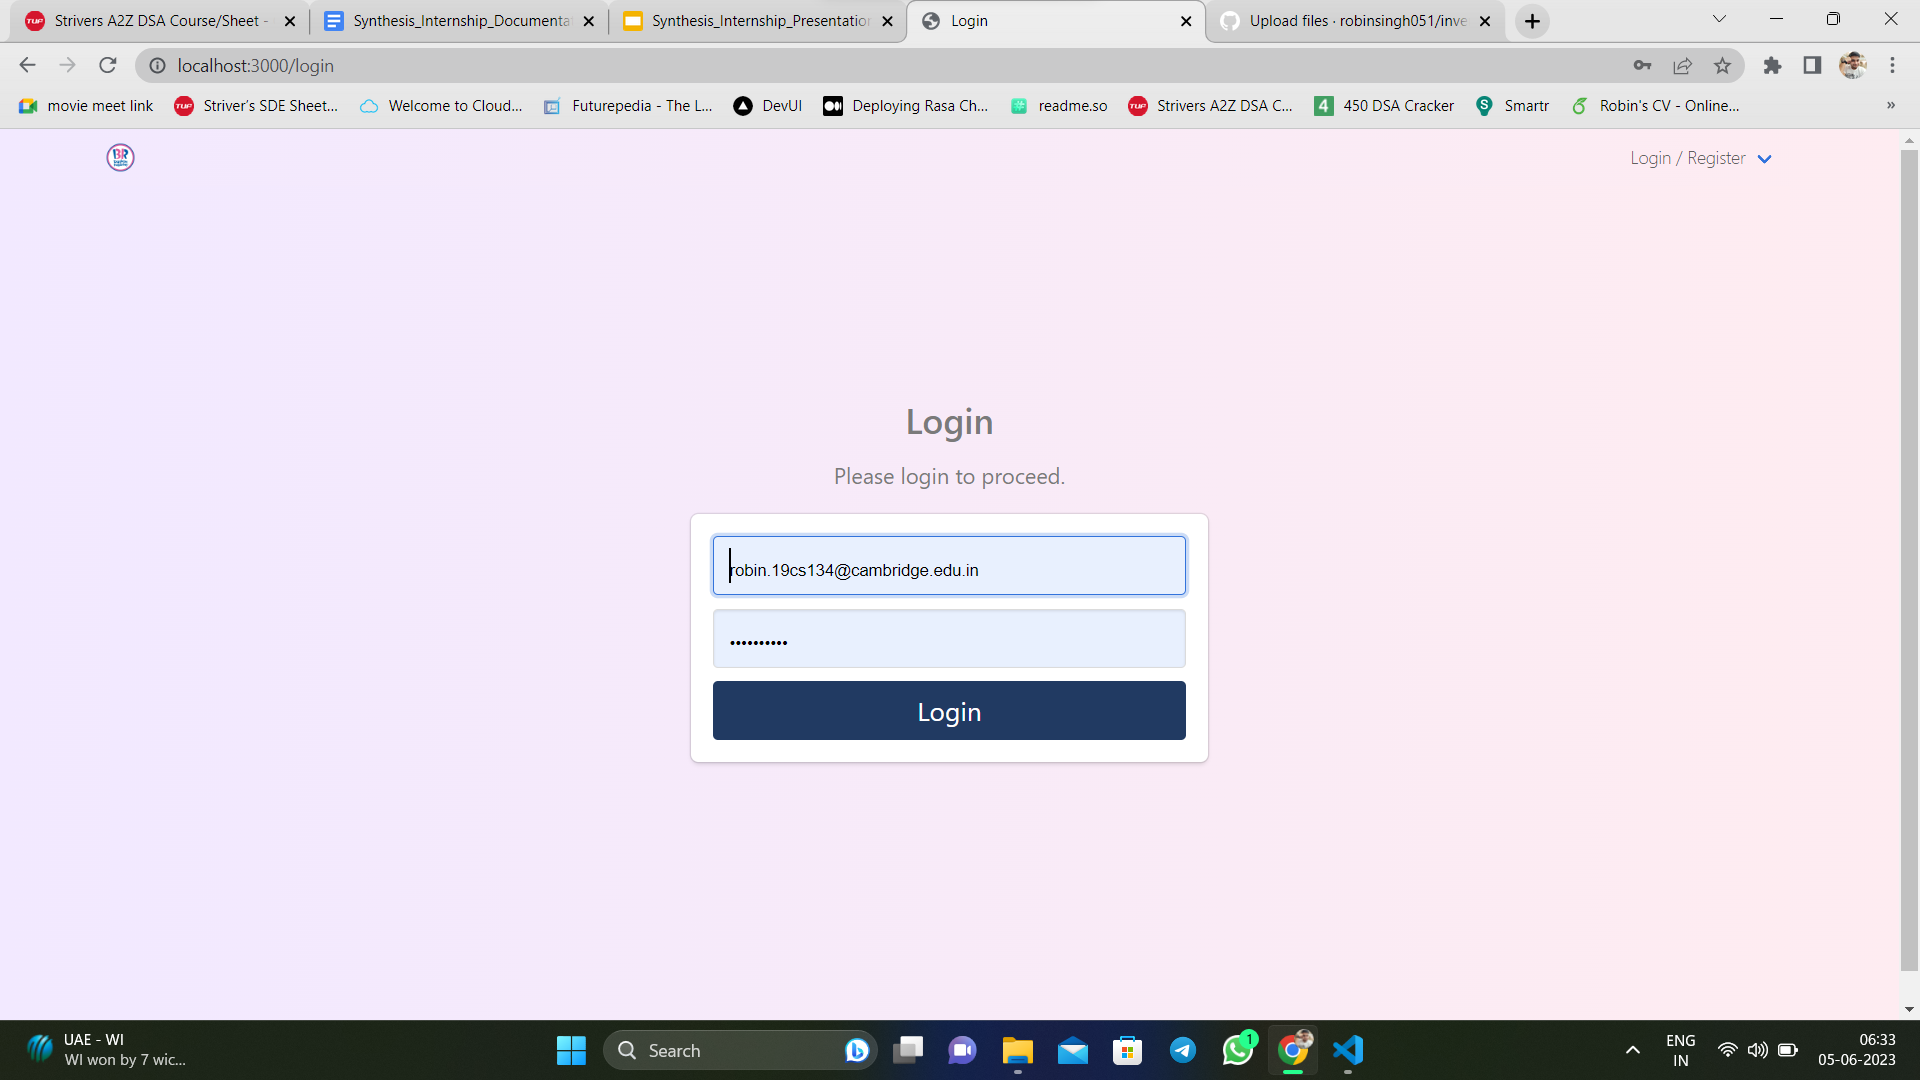 Strivers A2Z DSA Course/Sheet -
Synthesis_Internship_Documenta
Synthesis_Internship_Presentation
Login
Upload files · robinsingh051/inve
localhost:3000/login
movie meet link
Striver's SDE Sheet...
Welcome to Cloud...
Futurepedia - The L...
DevUI
Deploying Rasa Ch...
readme.so
Strivers A2Z DSA C...
450 DSA Cracker
Smartr
Robin's CV - Online...
»
BR
Login / Register
Login
Please login to proceed.
robin.19cs134@cambridge.edu.in
••••••••••
Login
UAE - WI
WI won by 7 wic...
Search
1
ENG
IN
06:33
05-06-2023